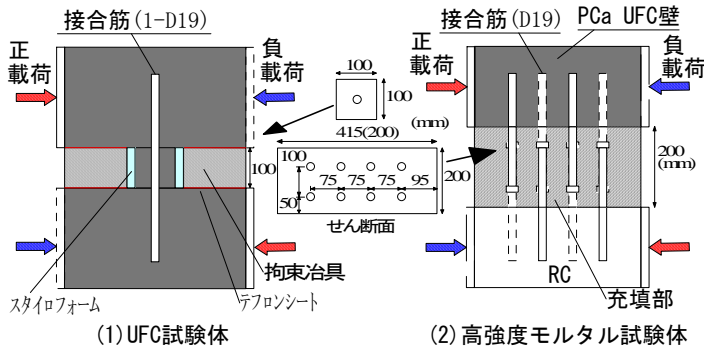 接合筋(1-D19)
正
載荷
負
載荷
100
100
(mm)
100
415(200)
100
50
75 75 75 95
200
せん断面
拘束冶具
スタイロフォーム
テフロンシート
(1)UFC試験体
接合筋(D19)
PCa UFC壁
正
載荷
負
載荷
200
(mm)
RC
充填部
(2)高強度モルタル試験体